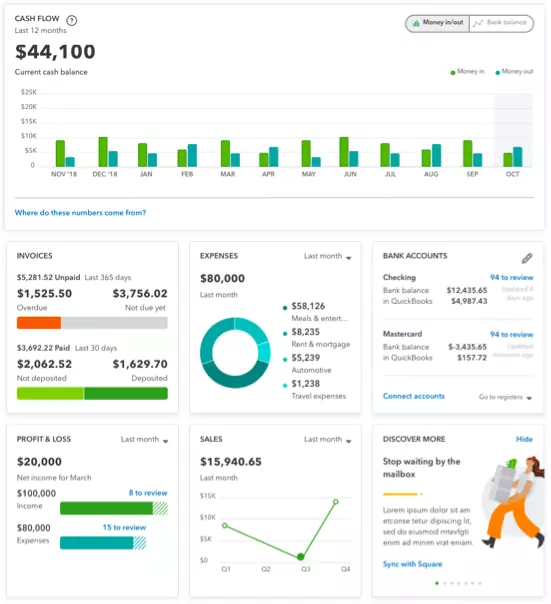 CASH FLOW ?
Last 12 months
Money in/out Bank balance
$44,100
Current cash balance
Money in Money out
$25K
$20K
$15K
$10K
$5K
0
NOV '18 DEC '18 JAN FEB MAR APR MAY JUN JUL AUG SEP OCT
Where do these numbers come from?
INVOICES
$5,281.52 Unpaid Last 365 days
$1,525.50 $3,756.02
Overdue Not due yet
$3,692.22 Paid Last 30 days
$2,062.52 $1,629.70
Not deposited Deposited
EXPENSES Last month
$80,000
Last month
$58,126
Meals & entert...
$8,235
Rent & mortgage
$5,239
Automotive
$1,238
Travel expenses
BANK ACCOUNTS
Checking 94 to review
Bank balance $12,435.65 Updated 4
in QuickBooks $4,987.43 days ago
Mastercard 94 to review
Bank balance $-3,435.65 Updated
in QuickBooks $157.72 moments ago
Connect accounts Go to registers
PROFIT & LOSS Last month
$20,000
Net income for March
$100,000 8 to review
Income
$80,000 15 to review
Expenses
SALES Last month
$15,940.65
Last month
$15K
$10K
$5K
$0
Q1 Q2 Q3 Q4
DISCOVER MORE Hide
Stop waiting by the
mailbox
Lorem ipsum dolor sit am
etconse tetur dipiscing lit,
sed do eiusmod mtevfgti
enim ad minim veniam.
Sync with Square